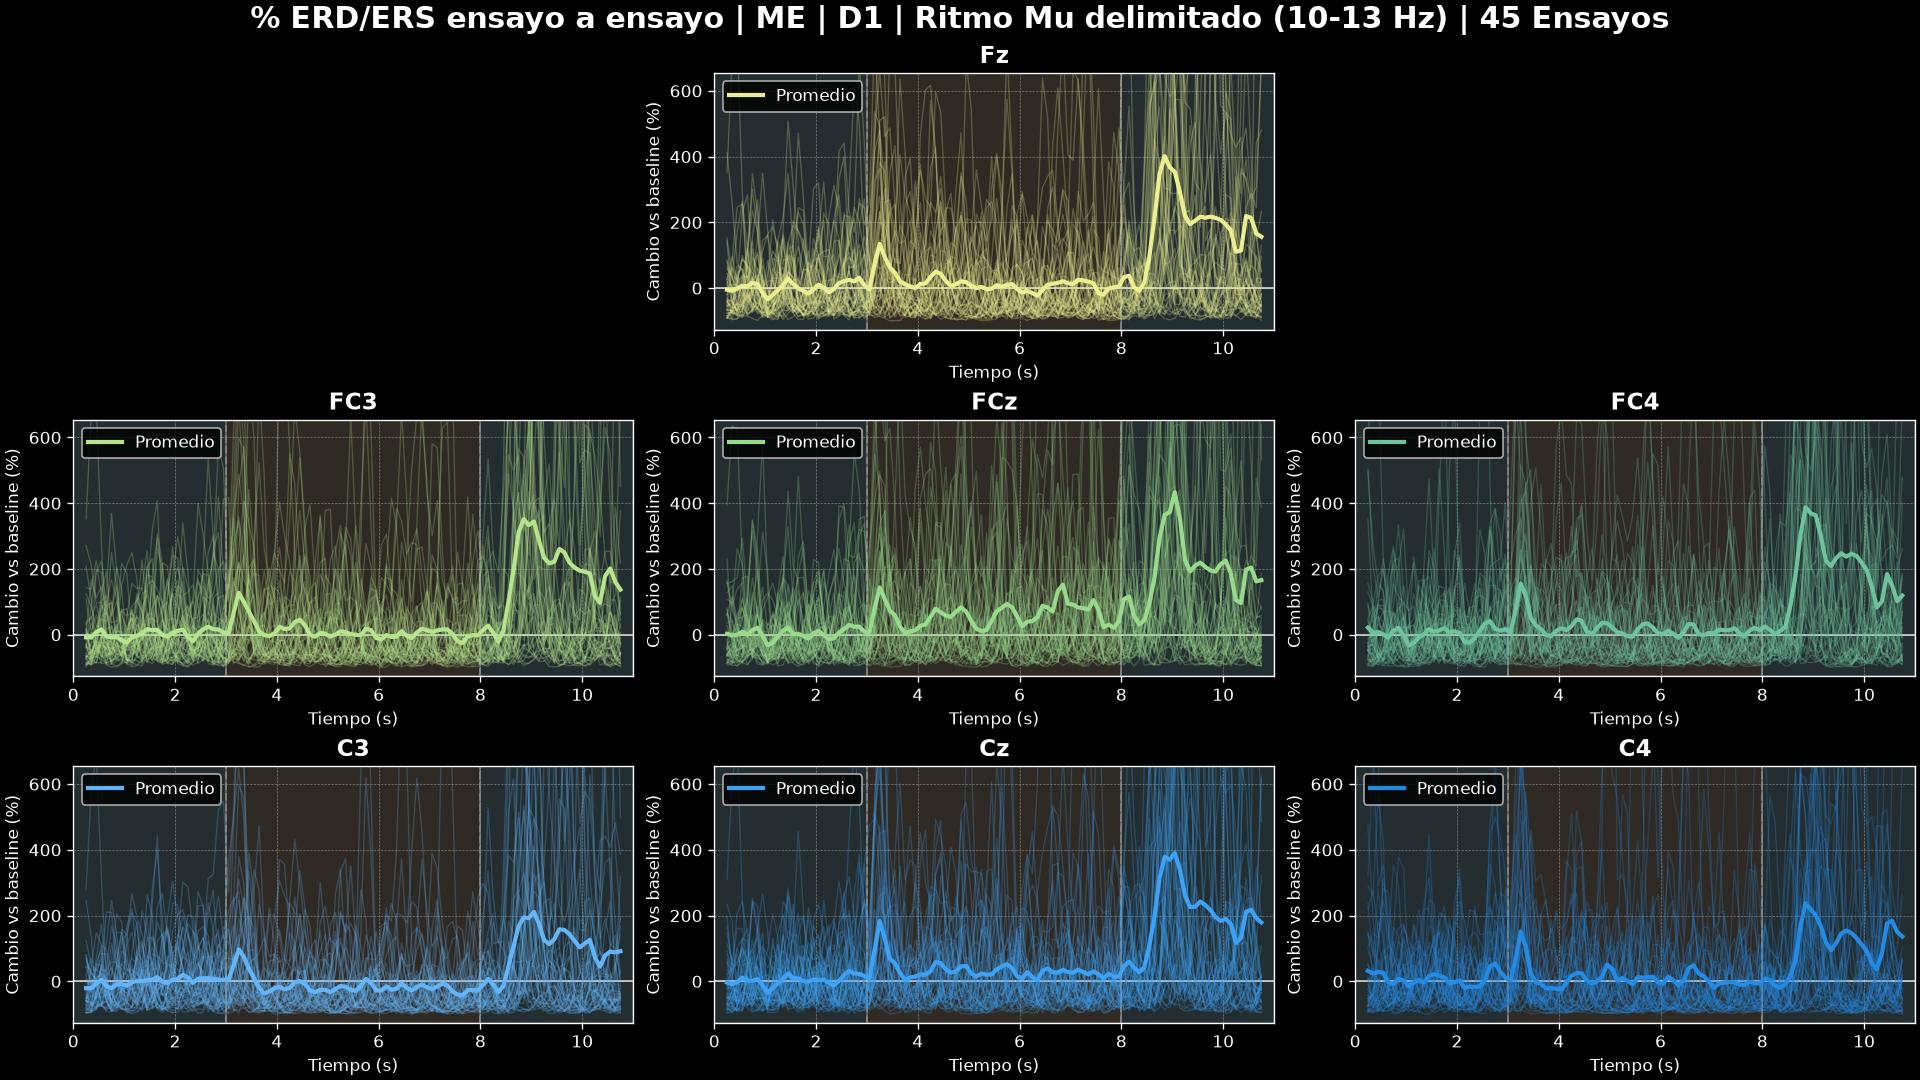 % ERD/ERS ensayo a ensayo | ME | D1 | Ritmo Mu delimitado (10-13 Hz) | 45 Ensayos
Fz
Promedio
Cambio vs baseline (%)
600
400
200
0
0 2 4 6 8 10
Tiempo (s)
FC3
Promedio
Cambio vs baseline (%)
600
400
200
0
0 2 4 6 8 10
Tiempo (s)
FCz
Promedio
Cambio vs baseline (%)
600
400
200
0
0 2 4 6 8 10
Tiempo (s)
FC4
Promedio
Cambio vs baseline (%)
600
400
200
0
0 2 4 6 8 10
Tiempo (s)
C3
Promedio
Cambio vs baseline (%)
600
400
200
0
0 2 4 6 8 10
Tiempo (s)
Cz
Promedio
Cambio vs baseline (%)
600
400
200
0
0 2 4 6 8 10
Tiempo (s)
C4
Promedio
Cambio vs baseline (%)
600
400
200
0
0 2 4 6 8 10
Tiempo (s)